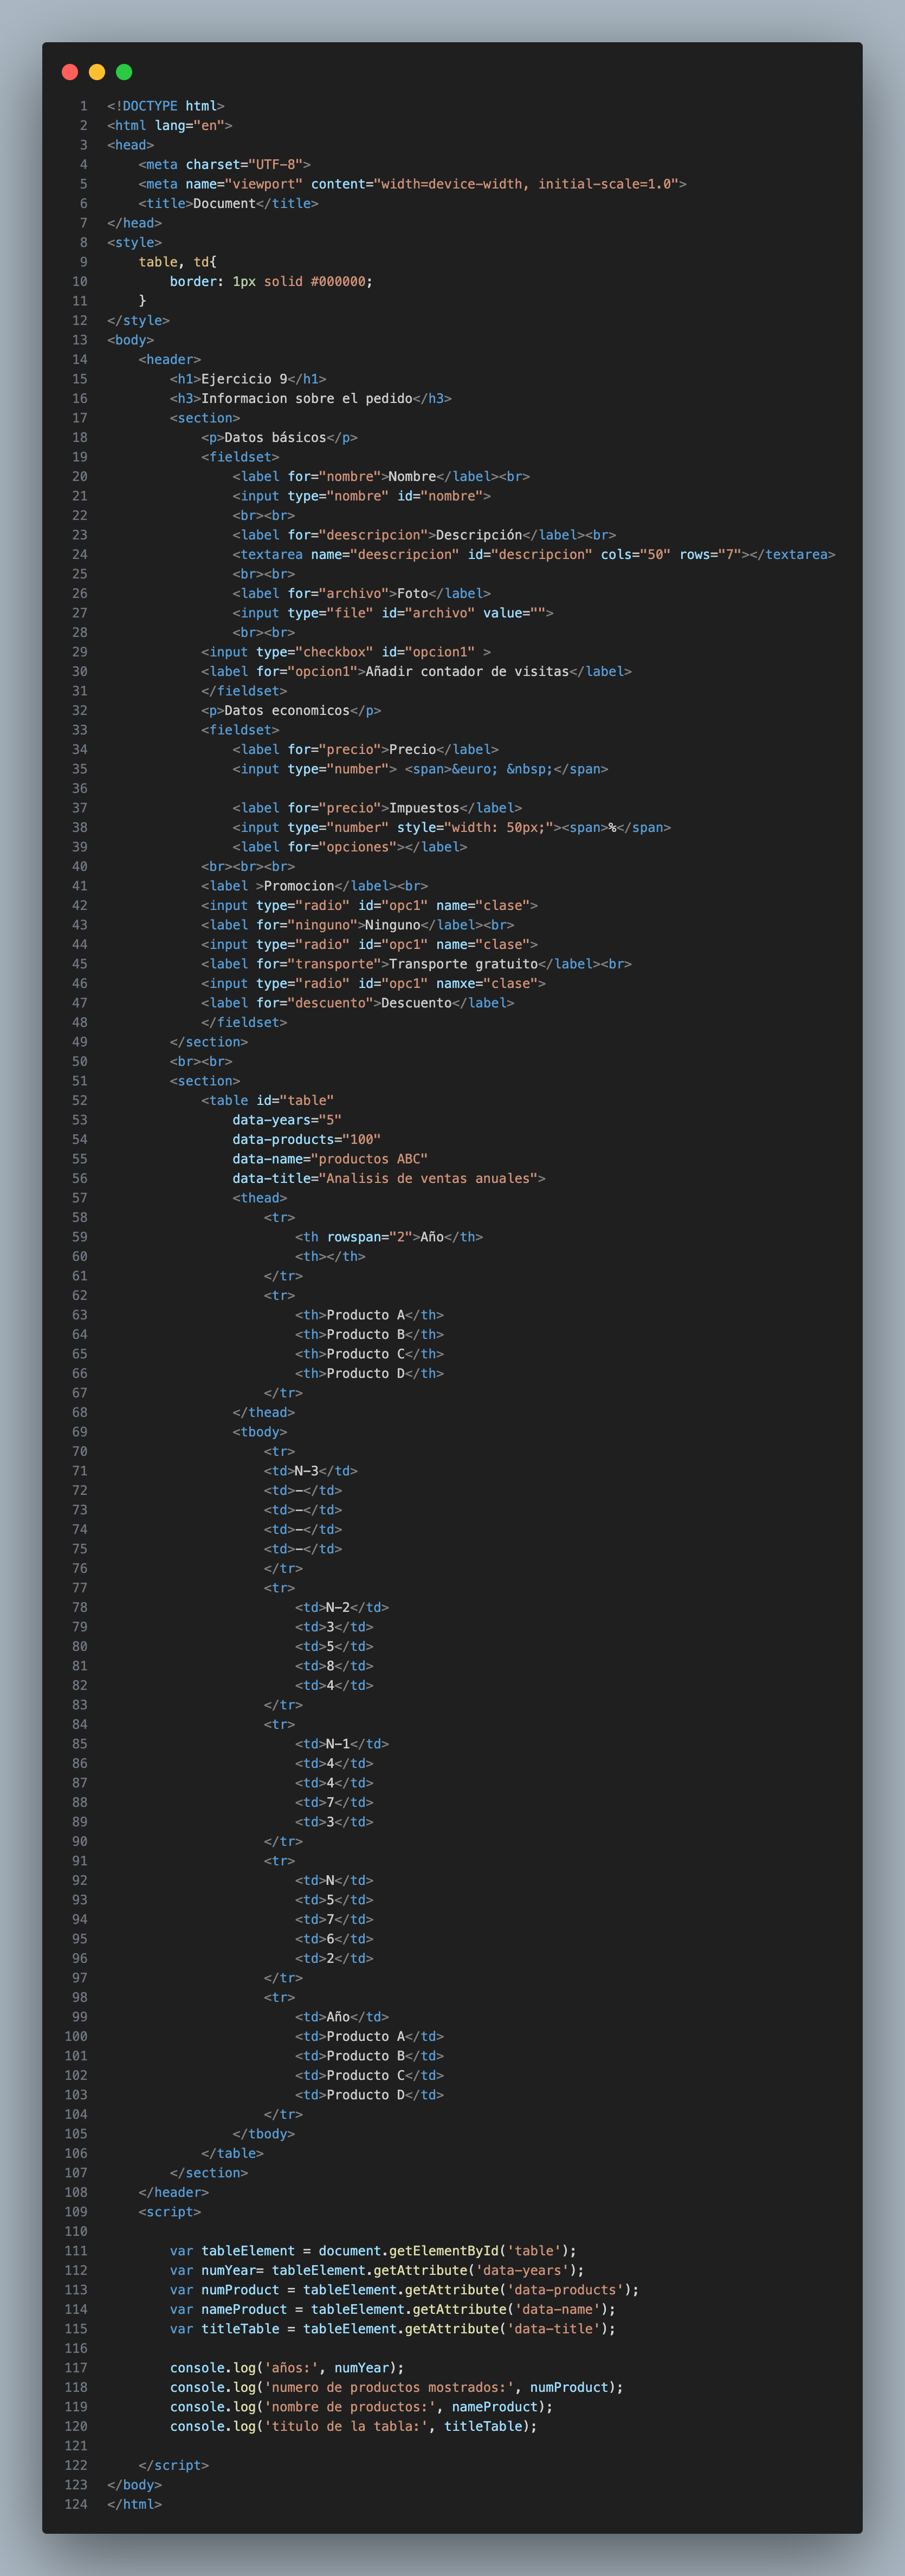 1 <!DOCTYPE html>
2 <html lang="en">
3 <head>
4     <meta charset="UTF-8">
5     <meta name="viewport" content="width=device-width, initial-scale=1.0">
6     <title>Document</title>
7 </head>
8 <style>
9     table, td{
10         border: 1px solid #000000;
11     }
12 </style>
13 <body>
14     <header>
15         <h1>Ejercicio 9</h1>
16         <h3>Informacion sobre el pedido</h3>
17         <section>
18             <p>Datos básicos</p>
19             <fieldset>
20                 <label for="nombre">Nombre</label><br>
21                 <input type="nombre" id="nombre">
22                 <br><br>
23                 <label for="deescripcion">Descripción</label><br>
24                 <textarea name="deescripcion" id="descripcion" cols="50" rows="7"></textarea>
25                 <br><br>
26                 <label for="archivo">Foto</label>
27                 <input type="file" id="archivo" value="">
28                 <br><br>
29             <input type="checkbox" id="opcion1" >
30             <label for="opcion1">Añadir contador de visitas</label>
31             </fieldset>
32             <p>Datos economicos</p>
33             <fieldset>
34                 <label for="precio">Precio</label>
35                 <input type="number"> <span>&euro; &nbsp;</span>
36
37                 <label for="precio">Impuestos</label>
38                 <input type="number" style="width: 50px;"><span>%</span>
39                 <label for="opciones"></label>
40             <br><br><br>
41             <label >Promocion</label><br>
42             <input type="radio" id="opc1" name="clase">
43             <label for="ninguno">Ninguno</label><br>
44             <input type="radio" id="opc1" name="clase">
45             <label for="transporte">Transporte gratuito</label><br>
46             <input type="radio" id="opc1" namxe="clase">
47             <label for="descuento">Descuento</label>
48             </fieldset>
49         </section>
50         <br><br>
51         <section>
52             <table id="table"
53                 data-years="5"
54                 data-products="100"
55                 data-name="productos ABC"
56                 data-title="Analisis de ventas anuales">
57                 <thead>
58                     <tr>
59                         <th rowspan="2">Año</th>
60                         <th></th>
61                     </tr>
62                     <tr>
63                         <th>Producto A</th>
64                         <th>Producto B</th>
65                         <th>Producto C</th>
66                         <th>Producto D</th>
67                     </tr>
68                 </thead>
69                 <tbody>
70                     <tr>
71                     <td>N-3</td>
72                     <td>-</td>
73                     <td>-</td>
74                     <td>-</td>
75                     <td>-</td>
76                     </tr>
77                     <tr>
78                         <td>N-2</td>
79                         <td>3</td>
80                         <td>5</td>
81                         <td>8</td>
82                         <td>4</td>
83                     </tr>
84                     <tr>
85                         <td>N-1</td>
86                         <td>4</td>
87                         <td>4</td>
88                         <td>7</td>
89                         <td>3</td>
90                     </tr>
91                     <tr>
92                         <td>N</td>
93                         <td>5</td>
94                         <td>7</td>
95                         <td>6</td>
96                         <td>2</td>
97                     </tr>
98                     <tr>
99                         <td>Año</td>
100                         <td>Producto A</td>
101                         <td>Producto B</td>
102                         <td>Producto C</td>
103                         <td>Producto D</td>
104                     </tr>
105                 </tbody>
106             </table>
107         </section>
108     </header>
109     <script>
110
111         var tableElement = document.getElementById('table');
112         var numYear= tableElement.getAttribute('data-years');
113         var numProduct = tableElement.getAttribute('data-products');
114         var nameProduct = tableElement.getAttribute('data-name');
115         var titleTable = tableElement.getAttribute('data-title');
116
117         console.log('años:', numYear);
118         console.log('numero de productos mostrados:', numProduct);
119         console.log('nombre de productos:', nameProduct);
120         console.log('titulo de la tabla:', titleTable);
121
122     </script>
123 </body>
124 </html>